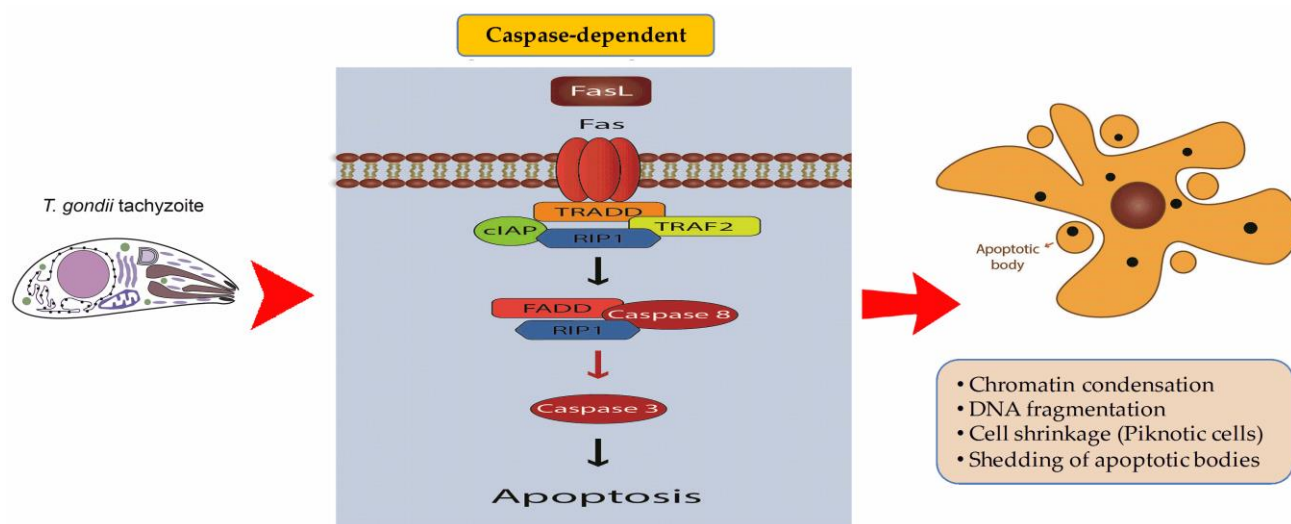 Caspase-dependent
FasL
Fas
T. gondii tachyzoite
TRADD
cIAP
TRAF2
RIP1
FADD
Caspase 8
RIP1
Caspase 3
Apoptosis
Apoptotic
body
• Chromatin condensation
• DNA fragmentation
• Cell shrinkage (Piknotic cells)
• Shedding of apoptotic bodies